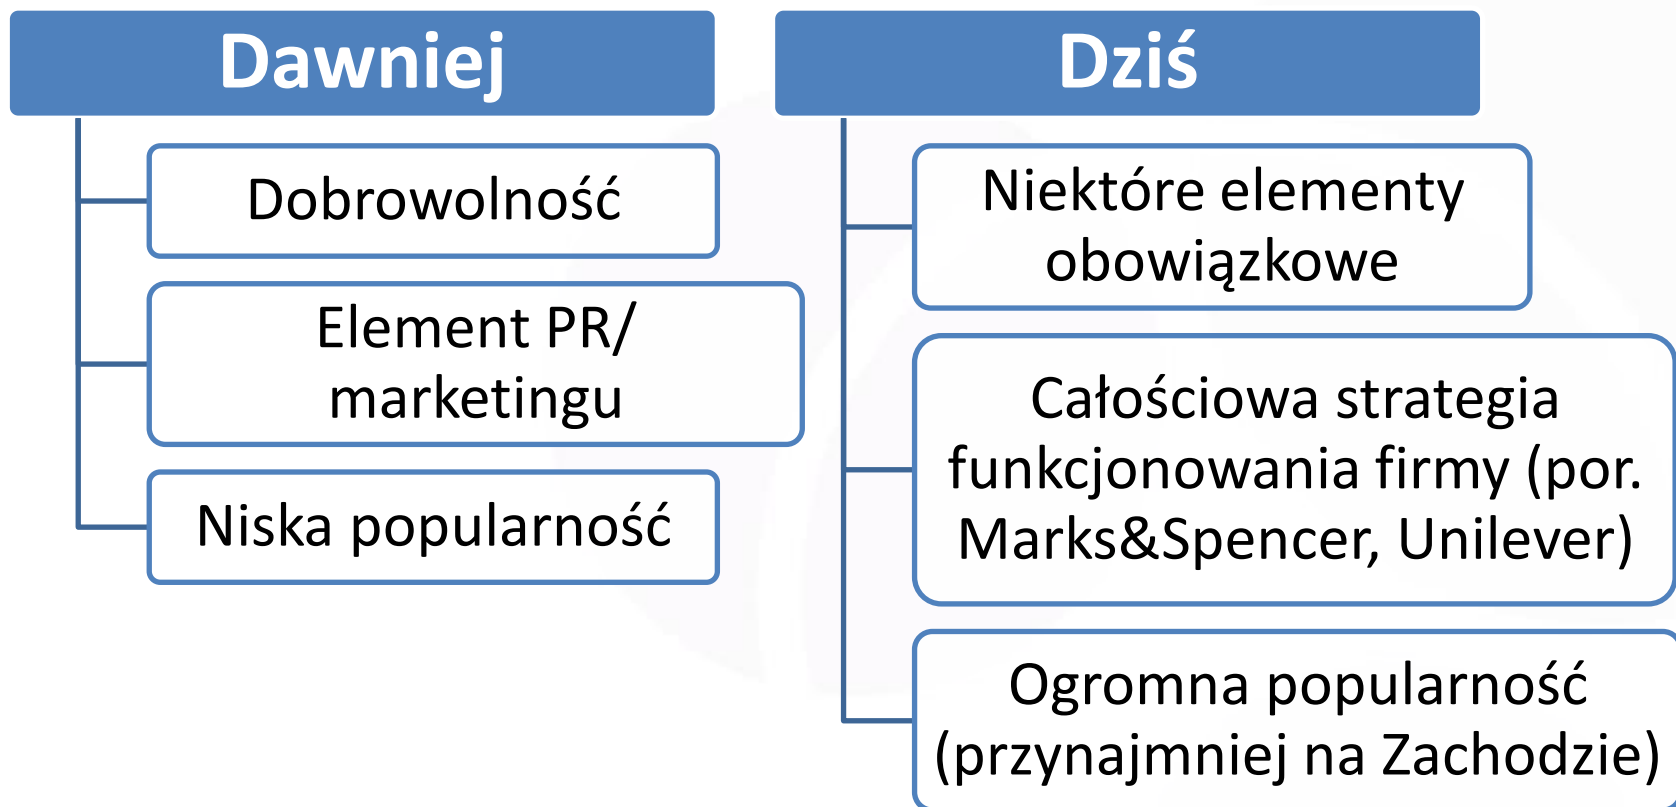 Dawniej
Dobrowolność
Element PR/
marketingu
Niska popularność
Dziś
Niektóre elementy
obowiązkowe
Całościowa strategia
funkcjonowania firmy (por.
Marks&Spencer, Unilever)
Ogromna popularność
(przynajmniej na Zachodzie)